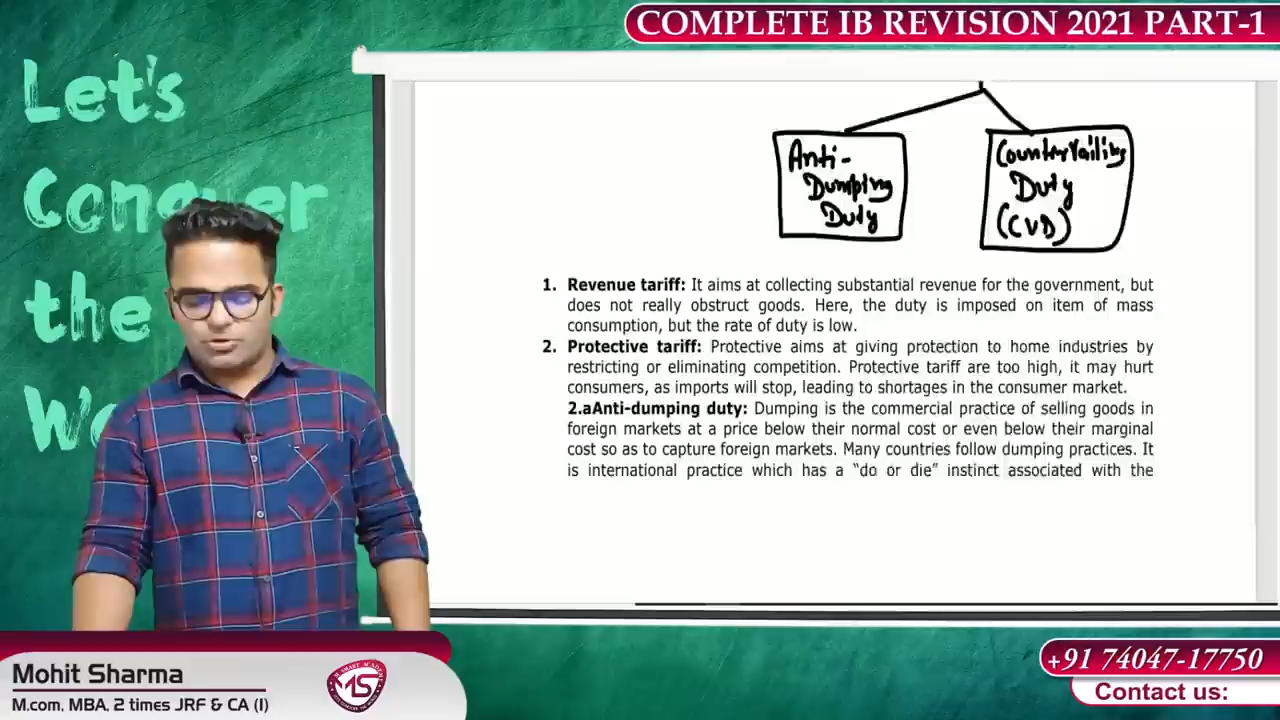 COMPLETE IB REVISION 2021 PART-1
Let's
Conquer
the
Anti-
Dumping
Duty
Countervailing
Duty
(CVD)
1. Revenue tariff: It aims at collecting substantial revenue for the government, but
does not really obstruct goods. Here, the duty is imposed on item of mass
consumption, but the rate of duty is low.
2. Protective tariff: Protective aims at giving protection to home industries by
restricting or eliminating competition. Protective tariff are too high, it may hurt
consumers, as imports will stop, leading to shortages in the consumer market.
2.aAnti-dumping duty: Dumping is the commercial practice of selling goods in
foreign markets at a price below their normal cost or even below their marginal
cost so as to capture foreign markets. Many countries follow dumping practices. It
is international practice which has a “do or die” instinct associated with the
Mohit Sharma
M.com, MBA, 2 times JRF & CA (I)
MS
+91 74047-17750
Contact us: